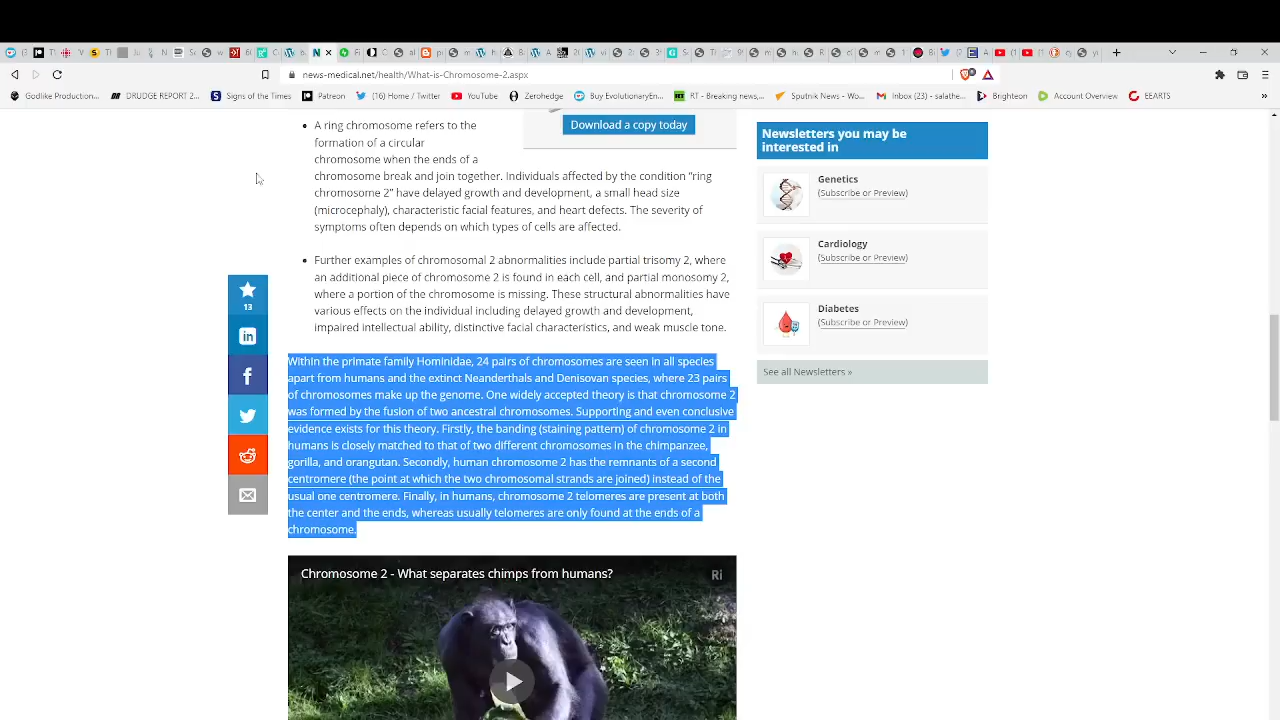 news-medical.net/health/What-is-Chromosome-2.aspx
Godlike Production...
DRUDGE REPORT 2...
Signs of the Times
Patreon
(16) Home / Twitter
YouTube
Zerohedge
Buy EvolutionaryEn...
RT - Breaking news,...
Sputnik News - Wo...
Inbox (23) - salathe...
Brighteon
Account Overview
EEARTS
»
A ring chromosome refers to the
formation of a circular
chromosome when the ends of a
chromosome break and join together. Individuals affected by the condition “ring
chromosome 2” have delayed growth and development, a small head size
(microcephaly), characteristic facial features, and heart defects. The severity of
symptoms often depends on which types of cells are affected.
Download a copy today
Further examples of chromosomal 2 abnormalities include partial trisomy 2, where
an additional piece of chromosome 2 is found in each cell, and partial monosomy 2,
where a portion of the chromosome is missing. These structural abnormalities have
various effects on the individual including delayed growth and development,
impaired intellectual ability, distinctive facial characteristics, and weak muscle tone.
13
Within the primate family Hominidae, 24 pairs of chromosomes are seen in all species
apart from humans and the extinct Neanderthals and Denisovan species, where 23 pairs
of chromosomes make up the genome. One widely accepted theory is that chromosome 2
was formed by the fusion of two ancestral chromosomes. Supporting and even conclusive
evidence exists for this theory. Firstly, the banding (staining pattern) of chromosome 2 in
humans is closely matched to that of two different chromosomes in the chimpanzee,
gorilla, and orangutan. Secondly, human chromosome 2 has the remnants of a second
centromere (the point at which the two chromosomal strands are joined) instead of the
usual one centromere. Finally, in humans, chromosome 2 telomeres are present at both
the center and the ends, whereas usually telomeres are only found at the ends of a
chromosome.
Chromosome 2 - What separates chimps from humans?
Ri
Newsletters you may be
interested in
Genetics
(Subscribe or Preview)
Cardiology
(Subscribe or Preview)
Diabetes
(Subscribe or Preview)
See all Newsletters »